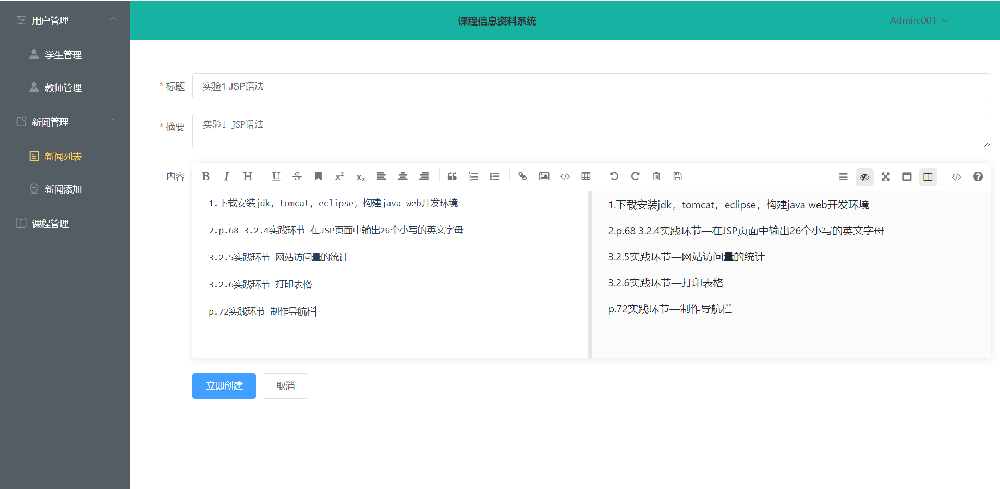 用户管理
学生管理
教师管理
新闻管理
新闻列表
新闻添加
课程管理
课程信息资料系统
Admin:001
* 标题
实验1 JSP语法
* 摘要
实验1 JSP语法
内容
B I H U S x² x₂
1.下载安装jdk，tomcat，eclipse，构建java web开发环境
2.p.68 3.2.4实践环节—在JSP页面中输出26个小写的英文字母
3.2.5实践环节—网站访问量的统计
3.2.6实践环节—打印表格
p.72实践环节—制作导航栏
1.下载安装jdk，tomcat，eclipse，构建java web开发环境
2.p.68 3.2.4实践环节—在JSP页面中输出26个小写的英文字母
3.2.5实践环节—网站访问量的统计
3.2.6实践环节—打印表格
p.72实践环节—制作导航栏
立即创建
取消